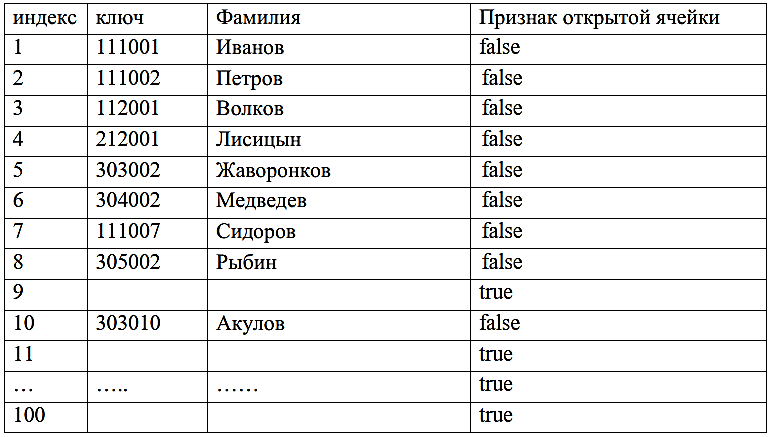 индекс ключ Фамилия Признак открытой ячейки
1 111001 Иванов false
2 111002 Петров false
3 112001 Волков false
4 212001 Лисицын false
5 303002 Жаворонков false
6 304002 Медведев false
7 111007 Сидоров false
8 305002 Рыбин false
9 true
10 303010 Акулов false
11 true
… ….. …… true
100 true